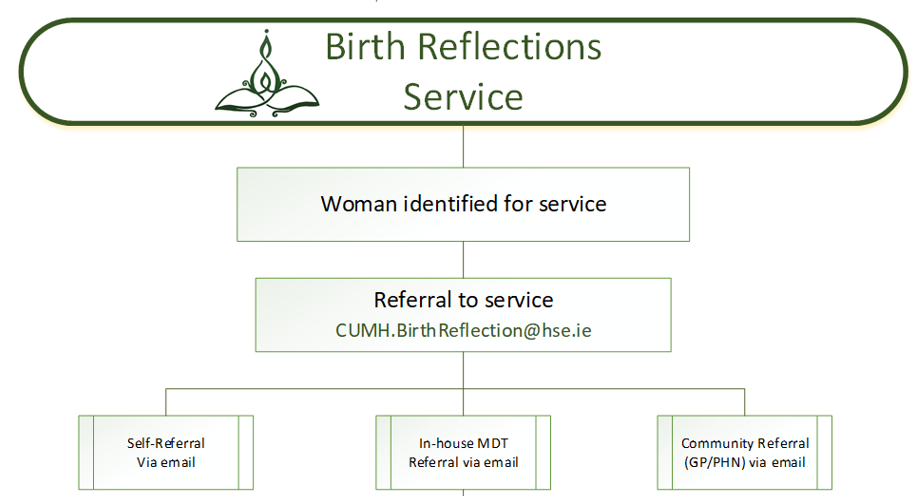 Birth Reflections
Service
Woman identified for service
Referral to service
CUMH.BirthReflection@hse.ie
Self-Referral
Via email
In-house MDT
Referral via email
Community Referral
(GP/PHN) via email